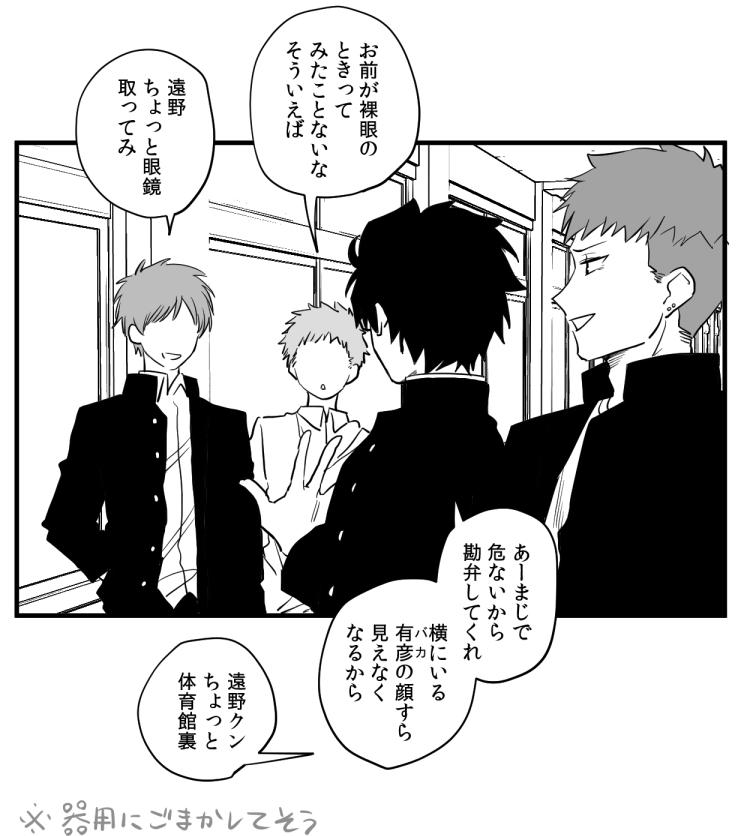 お前が裸眼の
ときって
みたことないな
そういえば
遠野
ちょっと眼鏡
取ってみ
あーまじで
危ないから
勘弁してくれ
横にいる
有彦の顔すら
バカ
見えなく
なるから
遠野クン
ちょっと
体育館裏
※器用にごまかしてそう